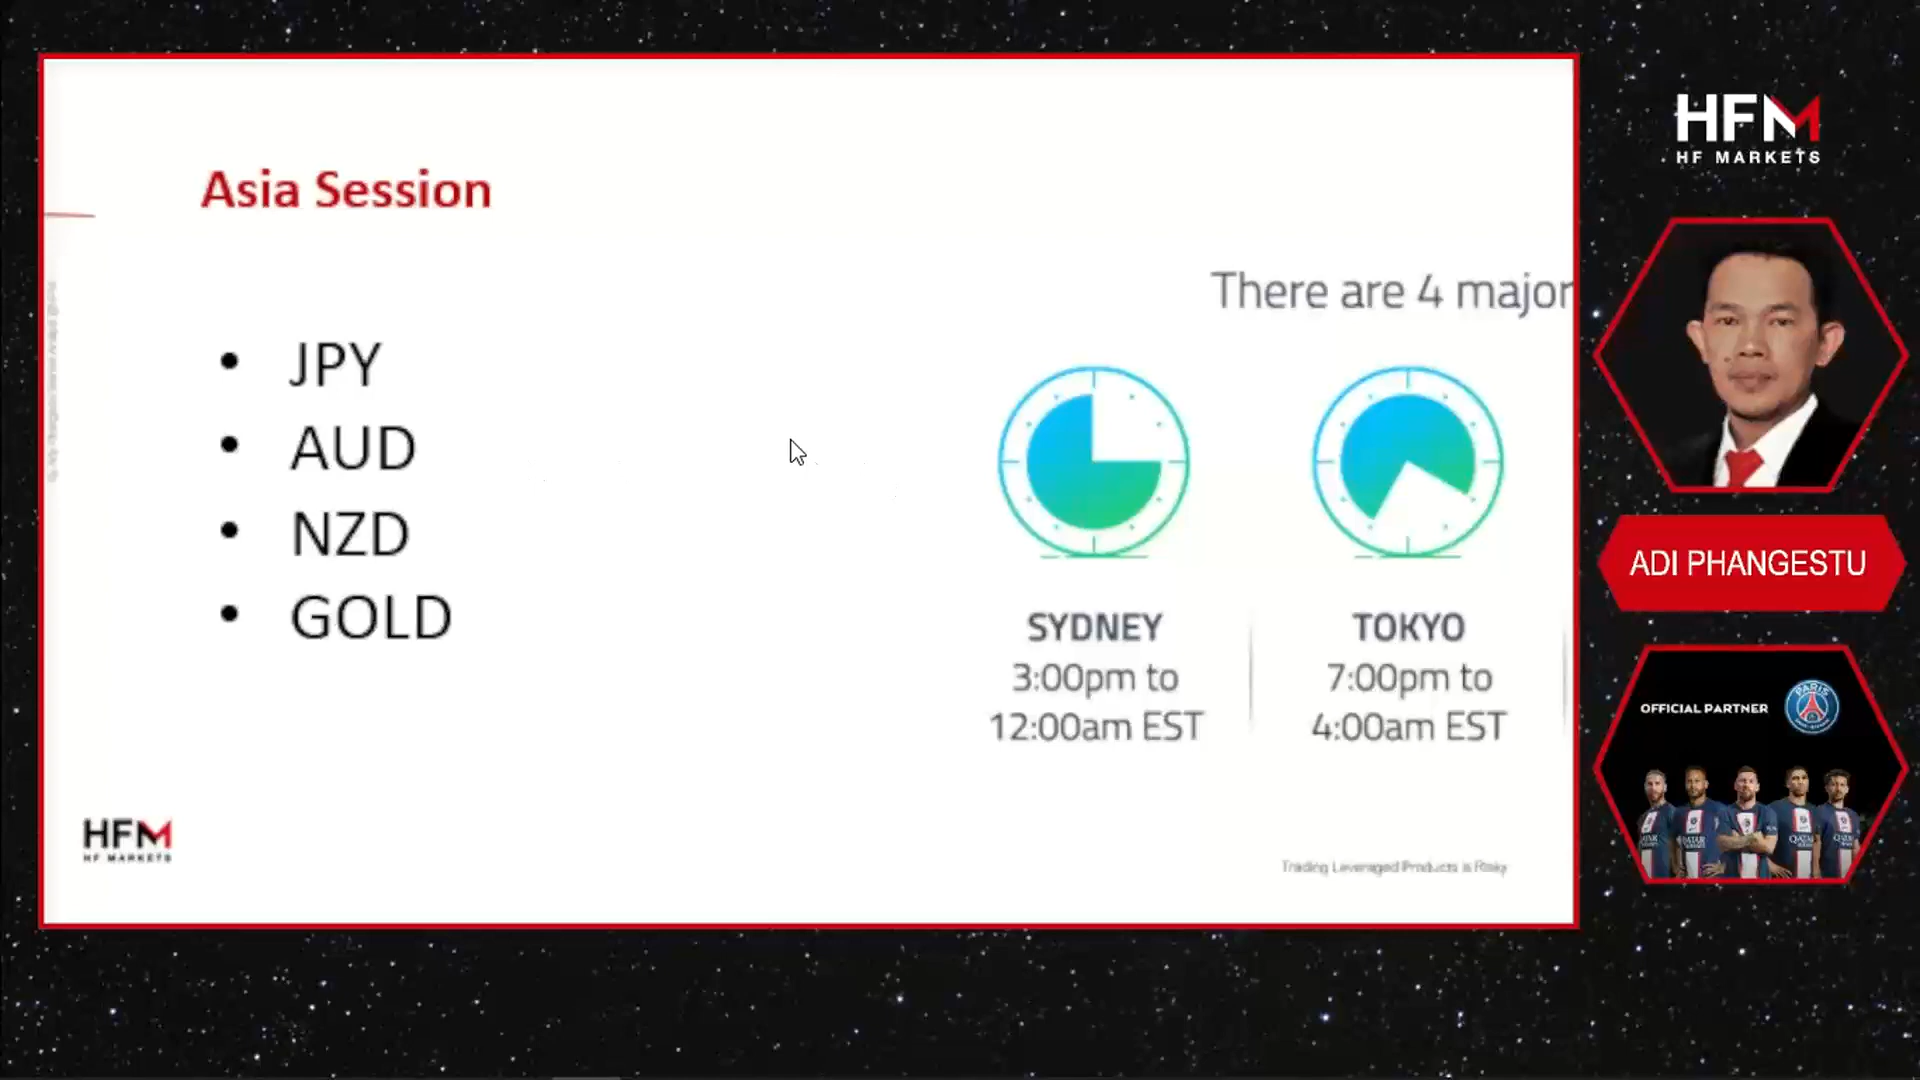 Asia Session
There are 4 major
JPY
AUD
NZD
GOLD
SYDNEY
3:00pm to
12:00am EST
TOKYO
7:00pm to
4:00am EST
HFM
HF MARKETS
Trading Leveraged Products is Risky
HFM
HF MARKETS
ADI PHANGESTU
OFFICIAL PARTNER
PARIS